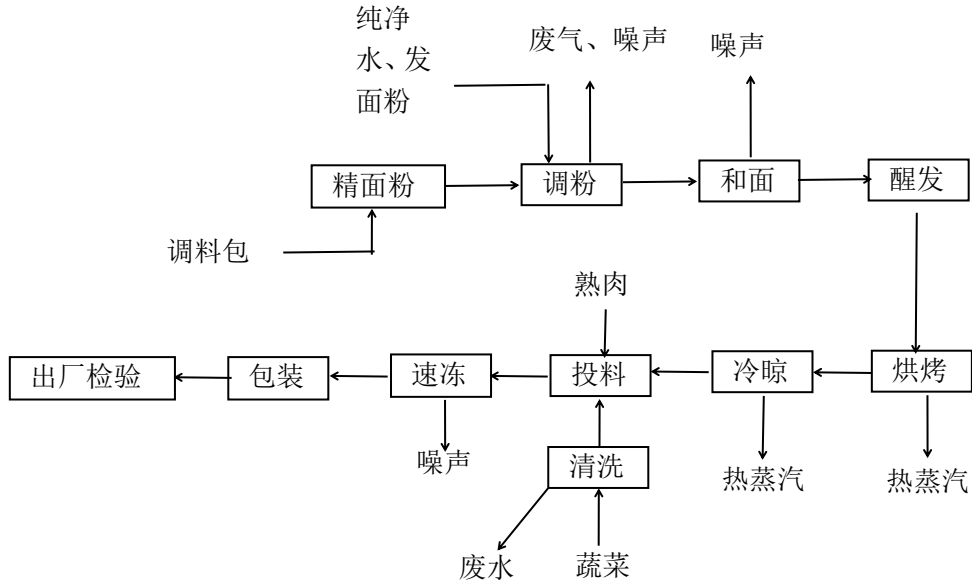 纯净
水、发
面粉
废气、噪声
噪声
精面粉
调粉
和面
醒发
调料包
熟肉
出厂检验
包装
速冻
投料
冷晾
烘烤
噪声
清洗
热蒸汽
热蒸汽
废水
蔬菜